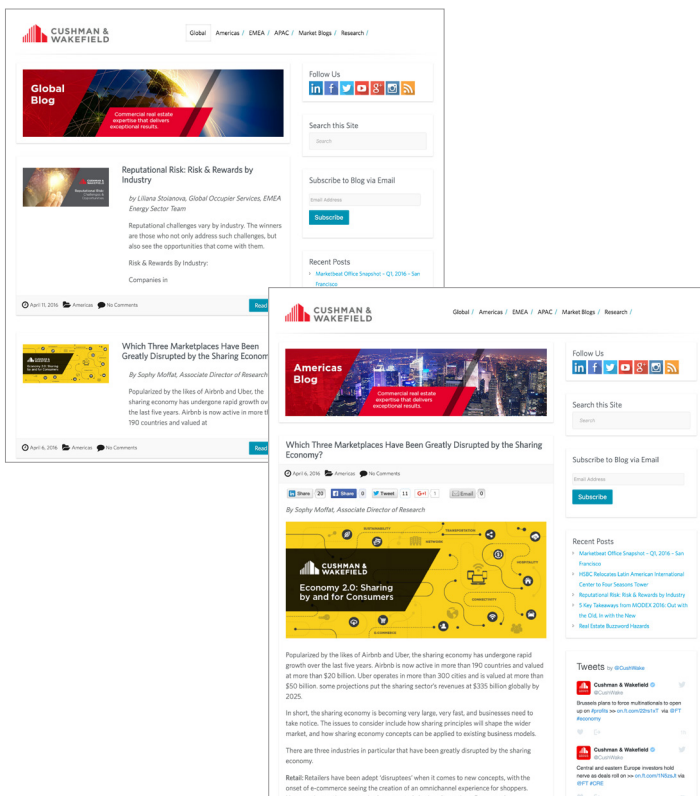 CUSHMAN &
WAKEFIELD
Global Americas / EMEA / APAC / Market Blogs / Research /
Global
Blog
Commercial real estate
expertise that delivers
exceptional results.
Follow Us
Search this Site
Search
Subscribe to Blog via Email
Email Address
Subscribe
Recent Posts
Marketbeat Office Snapshot – Q1, 2016 – San
Francisco
Reputational Risk: Risk & Rewards by
Industry
by Liliana Stoianova, Global Occupier Services, EMEA
Energy Sector Team
Reputational challenges vary by industry. The winners
are those who not only address such challenges, but
also see the opportunities that come with them.
Risk & Rewards By Industry:
Companies in
April 11, 2016 Americas No Comments Read
Which Three Marketplaces Have Been
Greatly Disrupted by the Sharing Econom
By Sophy Moffat, Associate Director of Research
Popularized by the likes of Airbnb and Uber, the
sharing economy has undergone rapid growth ov
the last five years. Airbnb is now active in more t
190 countries and valued at
April 6, 2016 Americas No Comments Read
CUSHMAN &
WAKEFIELD
Global / Americas / EMEA / APAC / Market Blogs / Research /
Americas
Blog
Commercial real estate
expertise that delivers
exceptional results.
Which Three Marketplaces Have Been Greatly Disrupted by the Sharing
Economy?
April 6, 2016 Americas No Comments
in Share 20 f Share 0 Tweet 11 G+1 1 Email 0
By Sophy Moffat, Associate Director of Research
SUSTAINABILITY
TRANSPORTATION
NETWORK
HOSPITALITY
CONNECTIVITY
E-COMMERCE
CUSHMAN &
WAKEFIELD
Economy 2.0: Sharing
by and for Consumers
Popularized by the likes of Airbnb and Uber, the sharing economy has undergone rapid
growth over the last five years. Airbnb is now active in more than 190 countries and valued
at more than $20 billion. Uber operates in more than 300 cities and is valued at more than
$50 billion. some projections put the sharing sector's revenues at $335 billion globally by
2025.
In short, the sharing economy is becoming very large, very fast, and businesses need to
take notice. The issues to consider include how sharing principles will shape the wider
market, and how sharing economy concepts can be applied to existing business models.
There are three industries in particular that have been greatly disrupted by the sharing
economy.
Retail: Retailers have been adept 'disruptees' when it comes to new concepts, with the
onset of e-commerce seeing the creation of an omnichannel experience for shoppers.
Follow Us
Search this Site
Search
Subscribe to Blog via Email
Email Address
Subscribe
Recent Posts
Marketbeat Office Snapshot – Q1, 2016 – San
Francisco
HSBC Relocates Latin American International
Center to Four Seasons Tower
Reputational Risk: Risk & Rewards by Industry
5 Key Takeaways from MODEX 2016: Out with
the Old, In with the New
Real Estate Buzzword Hazards
Tweets by @CushWake
Cushman & Wakefield
@CushWake
Brussels plans to force multinationals to open
up on #profits >> via @FT
#economy
Cushman & Wakefield
@CushWake
Central and eastern Europe investors hold
nerve as deals roll on >> via
@FT #CRE